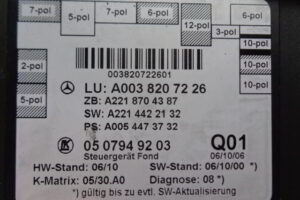 7-pol 5-pol 7-pol 6-pol
12-pol 6-pol
2-pol 10-pol
5-pol 10-pol
10-pol
003820722601
LU: A003 820 72 26
ZB: A221 870 43 87
SW: A221 442 21 32
PS: A005 447 37 32
05 0794 92 03 Q01
Steuergerät Fond 06/10/06
HW-Stand: 06/10 SW-Stand: 06/10/00 *)
K-Matrix: 05/30.A0 Diagnose: 08 *)
*) gültig bis zu evtl. SW-Aktualisierung